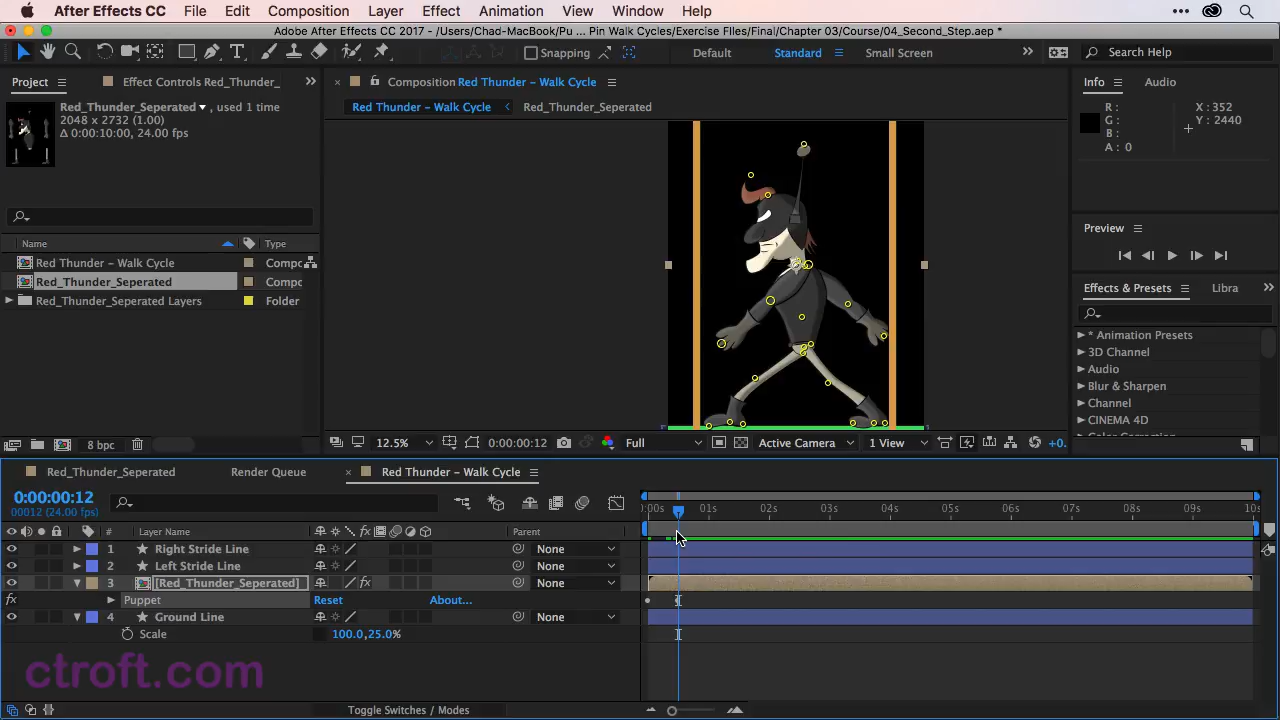 After Effects CC File Edit Composition Layer Effect Animation View Window Help
Adobe After Effects CC 2017 - /Users/Chad-MacBook/Pu ... Pin Walk Cycles/Exercise Files/Final/Chapter 03/Course/04_Second_Step.aep *
Snapping Default Standard Small Screen Search Help
Project Effect Controls Red_Thunder_ Composition Red Thunder – Walk Cycle Info Audio
Red_Thunder_Seperated, used 1 time
2048 x 2732 (1.00)
Δ 0:00:10:00, 24.00 fps
Red Thunder – Walk Cycle Red_Thunder_Seperated
R: X: 352
G: Y: 2440
B:
A: 0
Preview
Name Type
Red Thunder – Walk Cycle Compc
Red_Thunder_Seperated Compc
Red_Thunder_Seperated Layers Folder
Effects & Presets Libra
* Animation Presets
3D Channel
Audio
Blur & Sharpen
Channel
CINEMA 4D
8 bpc 12.5% 0:00:00:12 Full Active Camera 1 View +0.
Red_Thunder_Seperated Render Queue Red Thunder – Walk Cycle
0:00:00:12
00012 (24.00 fps)
:00s 01s 02s 03s 04s 05s 06s 07s 08s 09s 10s
# Layer Name Parent
1 Right Stride Line None
2 Left Stride Line None
3 [Red_Thunder_Seperated] fx None
fx Puppet Reset About...
4 Ground Line None
Scale 100.0,25.0%
ctroft.com
Toggle Switches / Modes